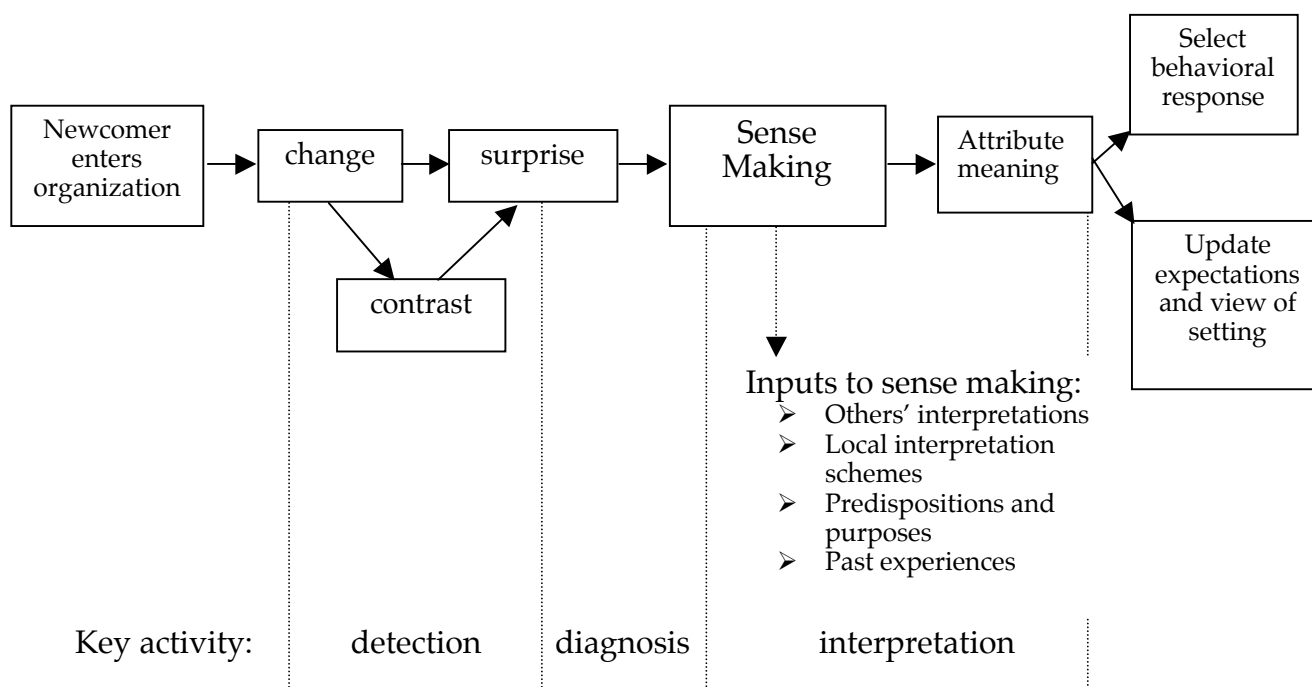 Newcomer
enters
organization
change
surprise
contrast
Sense
Making
Attribute
meaning
Select
behavioral
response
Update
expectations
and view of
setting
Inputs to sense making:
➢ Others’ interpretations
➢ Local interpretation
schemes
➢ Predispositions and
purposes
➢ Past experiences
Key activity:
detection
diagnosis
interpretation